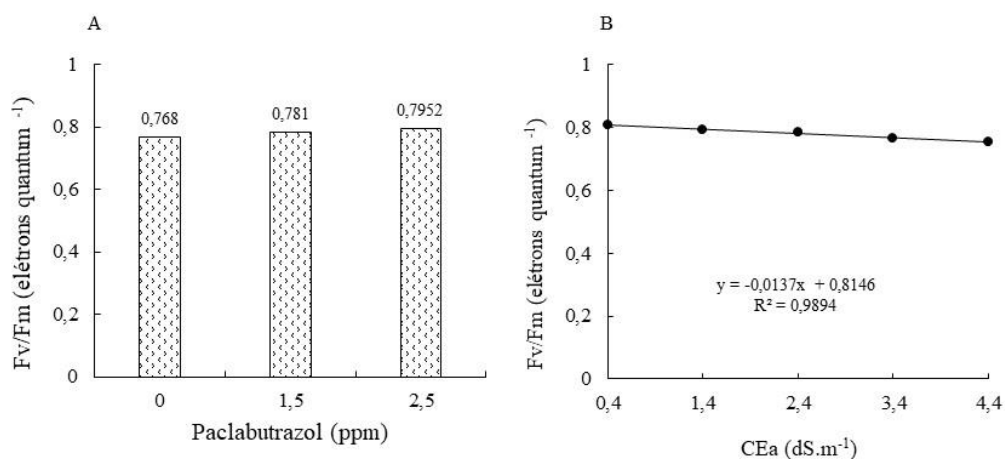 A
Fv/Fm (elétrons quantum ⁻¹)
1
0,8
0,6
0,4
0,2
0
0,768
0,781
0,7952
0
1,5
2,5
Paclabutrazol (ppm)
B
Fv/Fm (elétrons quantum ⁻¹)
1
0,8
0,6
0,4
0,2
0
y = -0,0137x + 0,8146
R² = 0,9894
0,4
1,4
2,4
3,4
4,4
CEa (dS.m⁻¹)